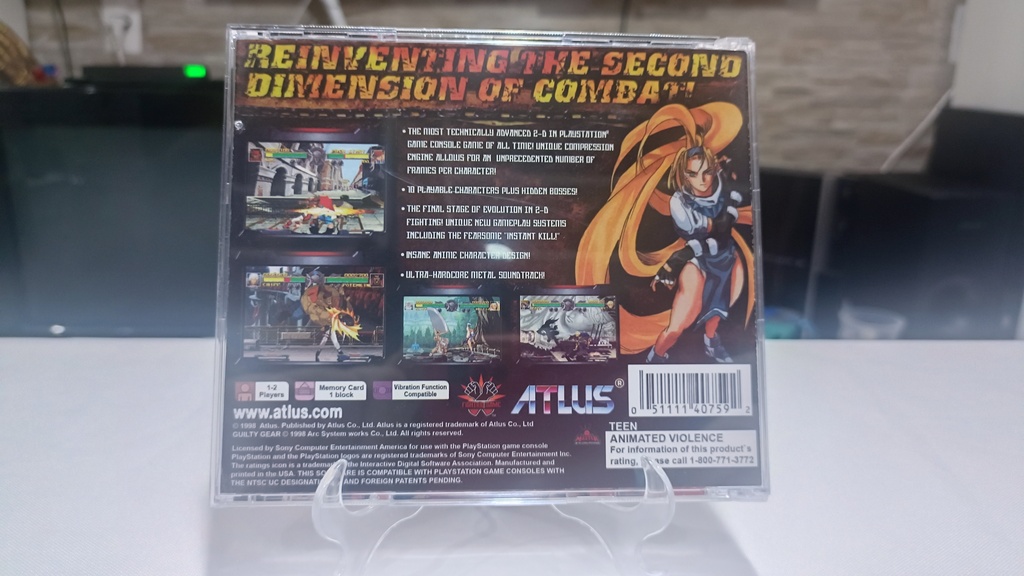 REINVENTING THE SECOND
DIMENSION OF COMBAT!
• THE MOST TECHNICALLY ADVANCED 2-D IN PLAYSTATION®
GAME CONSOLE GAME OF ALL TIME! UNIQUE COMPRESSION
ENGINE ALLOWS FOR AN UNPRECEDENTED NUMBER OF
FRAMES PER CHARACTER!
• 10 PLAYABLE CHARACTERS PLUS HIDDEN BOSSES!
• THE FINAL STAGE OF EVOLUTION IN 2-D
FIGHTING! UNIQUE NEW GAMEPLAY SYSTEMS
INCLUDING THE FEARSOME "INSTANT KILL!"
• INSANE ANIME CHARACTER DESIGN!
• ULTRA-HARDCORE METAL SOUNDTRACK!
1-2
Players
Memory Card
1 block
Vibration Function
Compatible
ATLUS®
0 51111 40759 2
www.atlus.com
© 1998 Atlus. Published by Atlus Co., Ltd. Atlus is a registered trademark of Atlus Co., Ltd
GUILTY GEAR © 1998 Arc System works Co., Ltd. All rights reserved.
Licensed by Sony Computer Entertainment America for use with the PlayStation game console
PlayStation and the PlayStation logos are registered trademarks of Sony Computer Entertainment Inc.
The ratings icon is a trademark the Interactive Digital Software Association. Manufactured and
printed in the USA. THIS IS COMPATIBLE WITH PLAYSTATION GAME CONSOLES WITH
THE NTSC UC AND FOREIGN PATENTS PENDING.
TEEN
ANIMATED VIOLENCE
For information of this product's
rating, call 1-800-771-3772